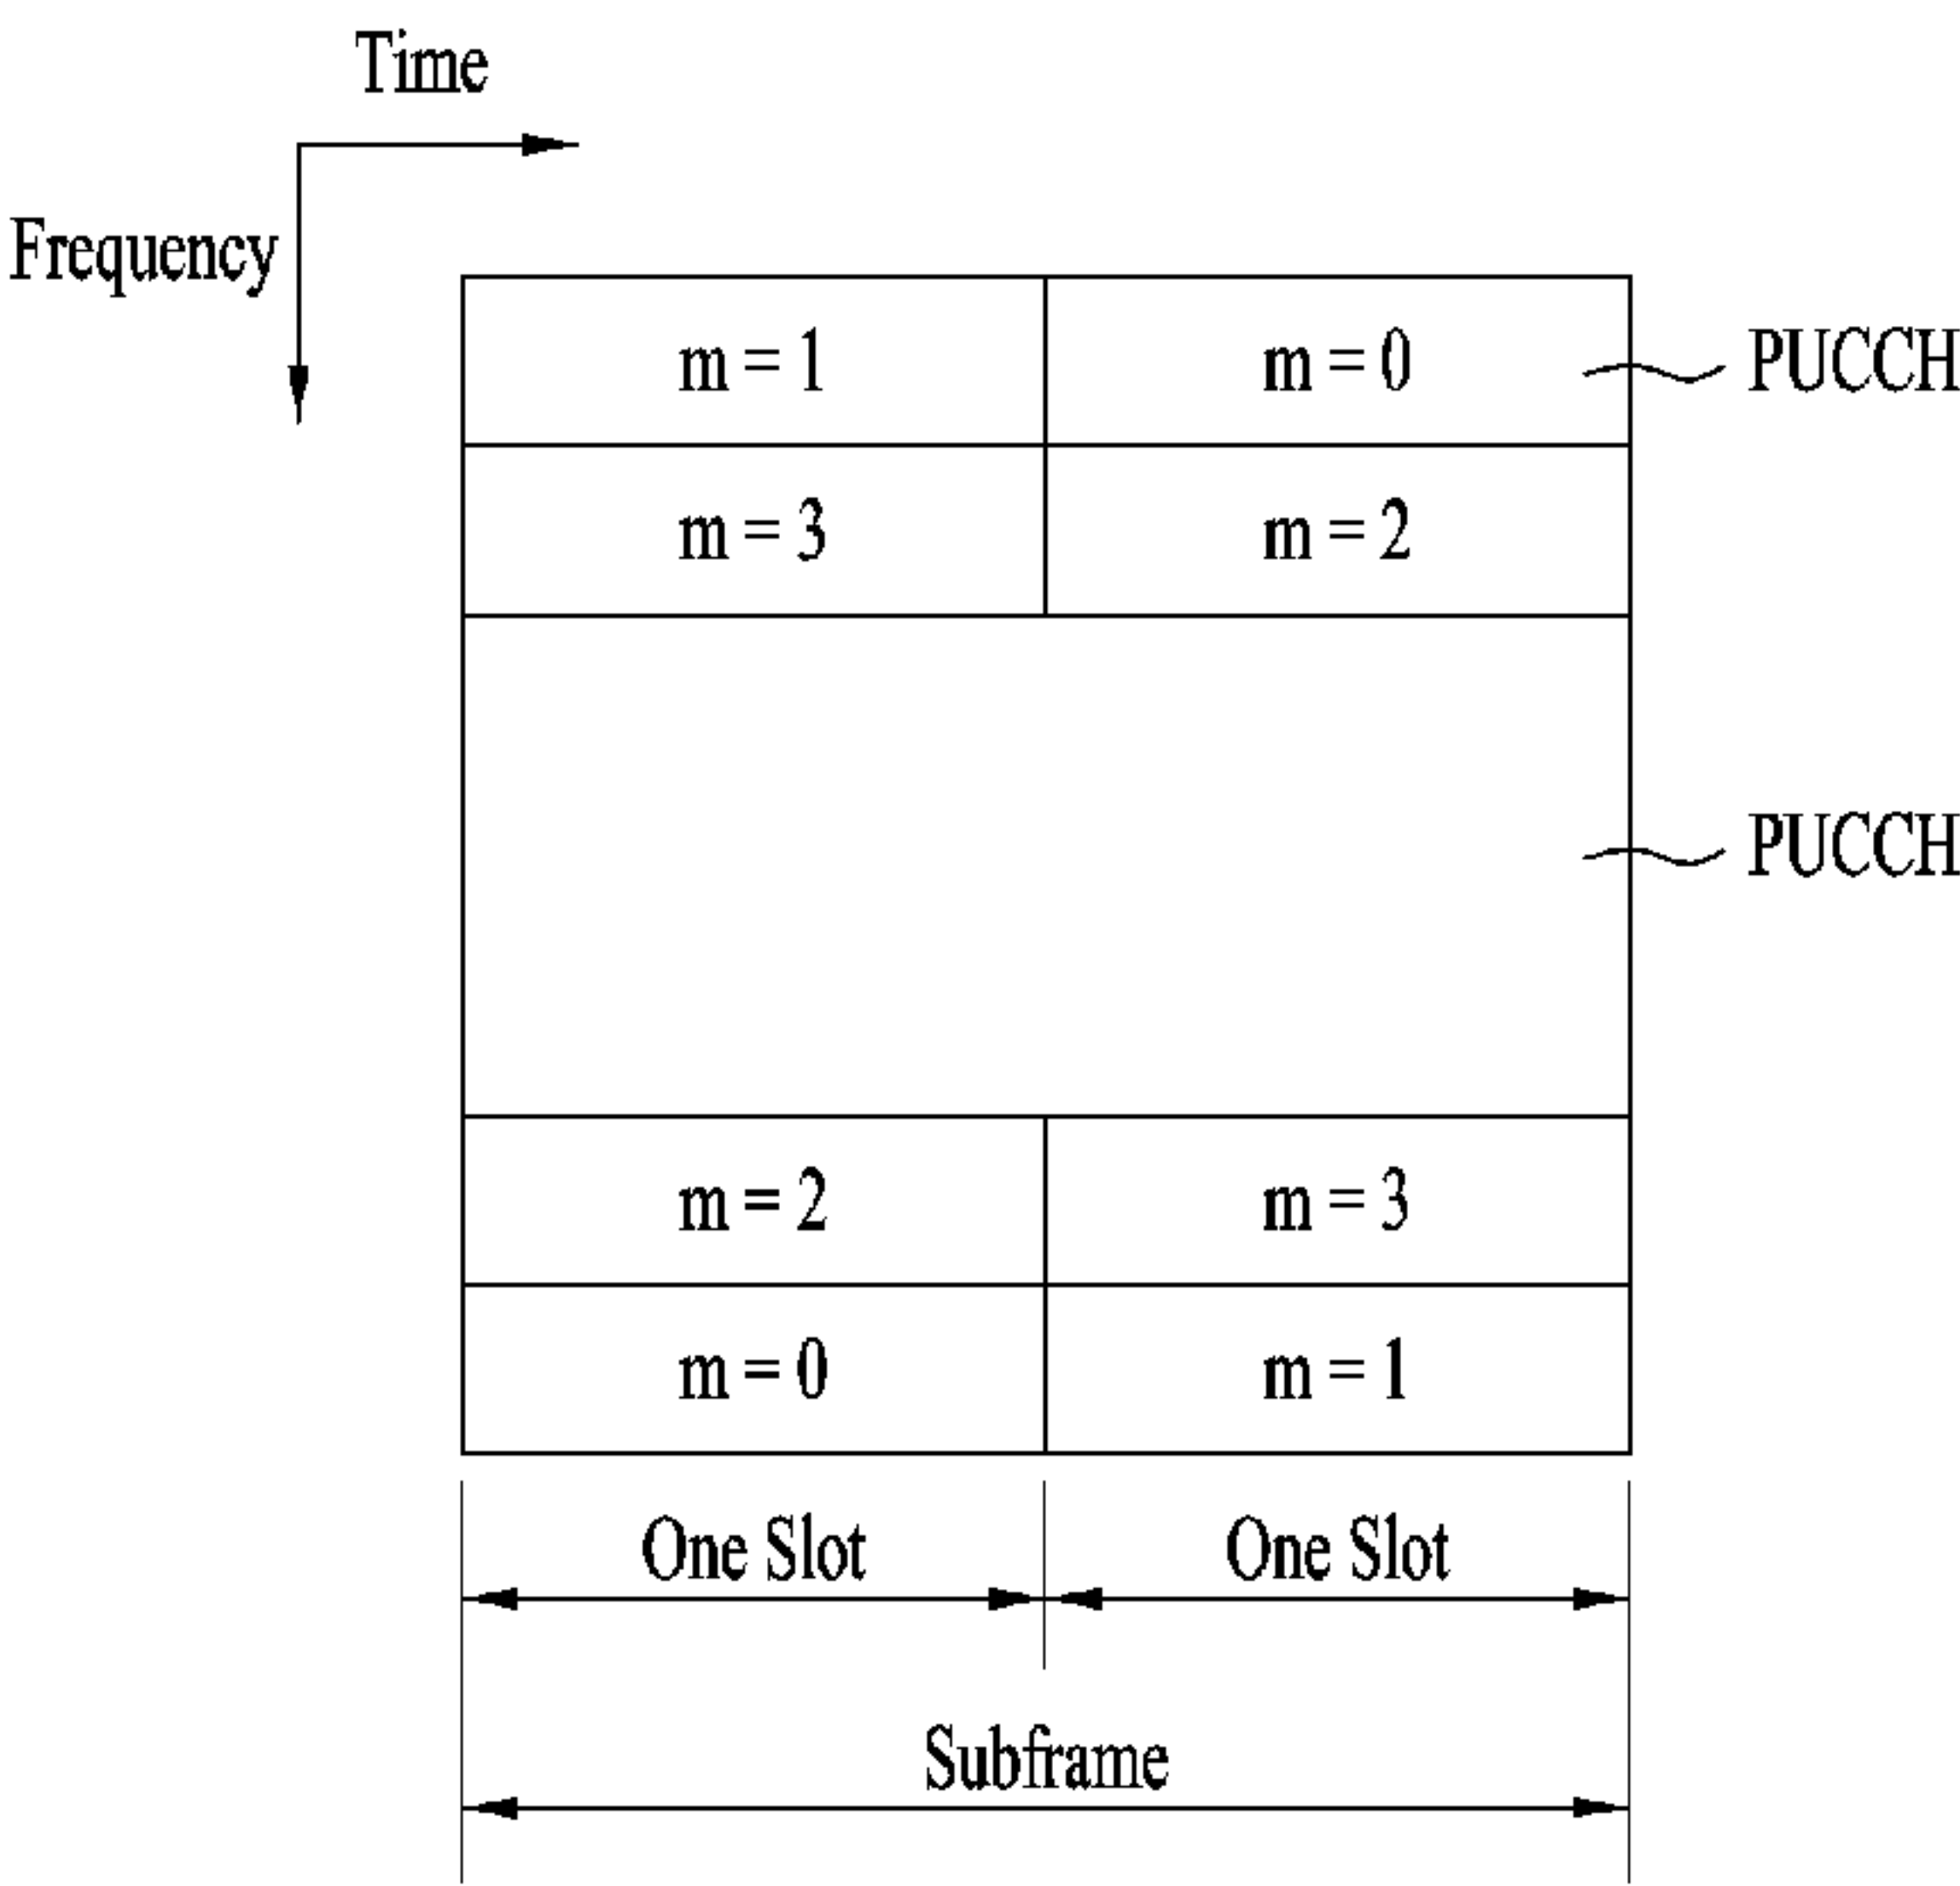 Time
Frequency
m = 1 m = 0 PUCCH
m = 3 m = 2
PUCCH
m = 2 m = 3
m = 0 m = 1
One Slot One Slot
Subframe